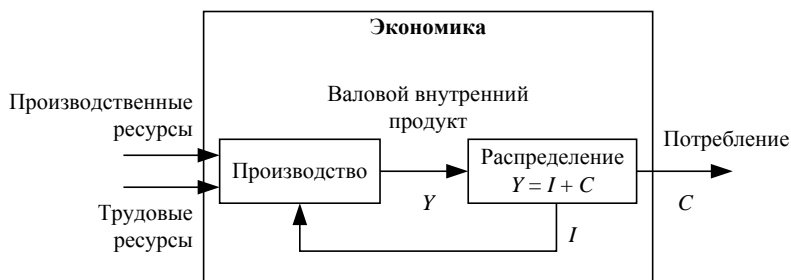 Экономика
Производственные
ресурсы
Валовой внутренний
продукт
Производство
Распределение
Y = I + C
Потребление
Y
C
Трудовые
ресурсы
I